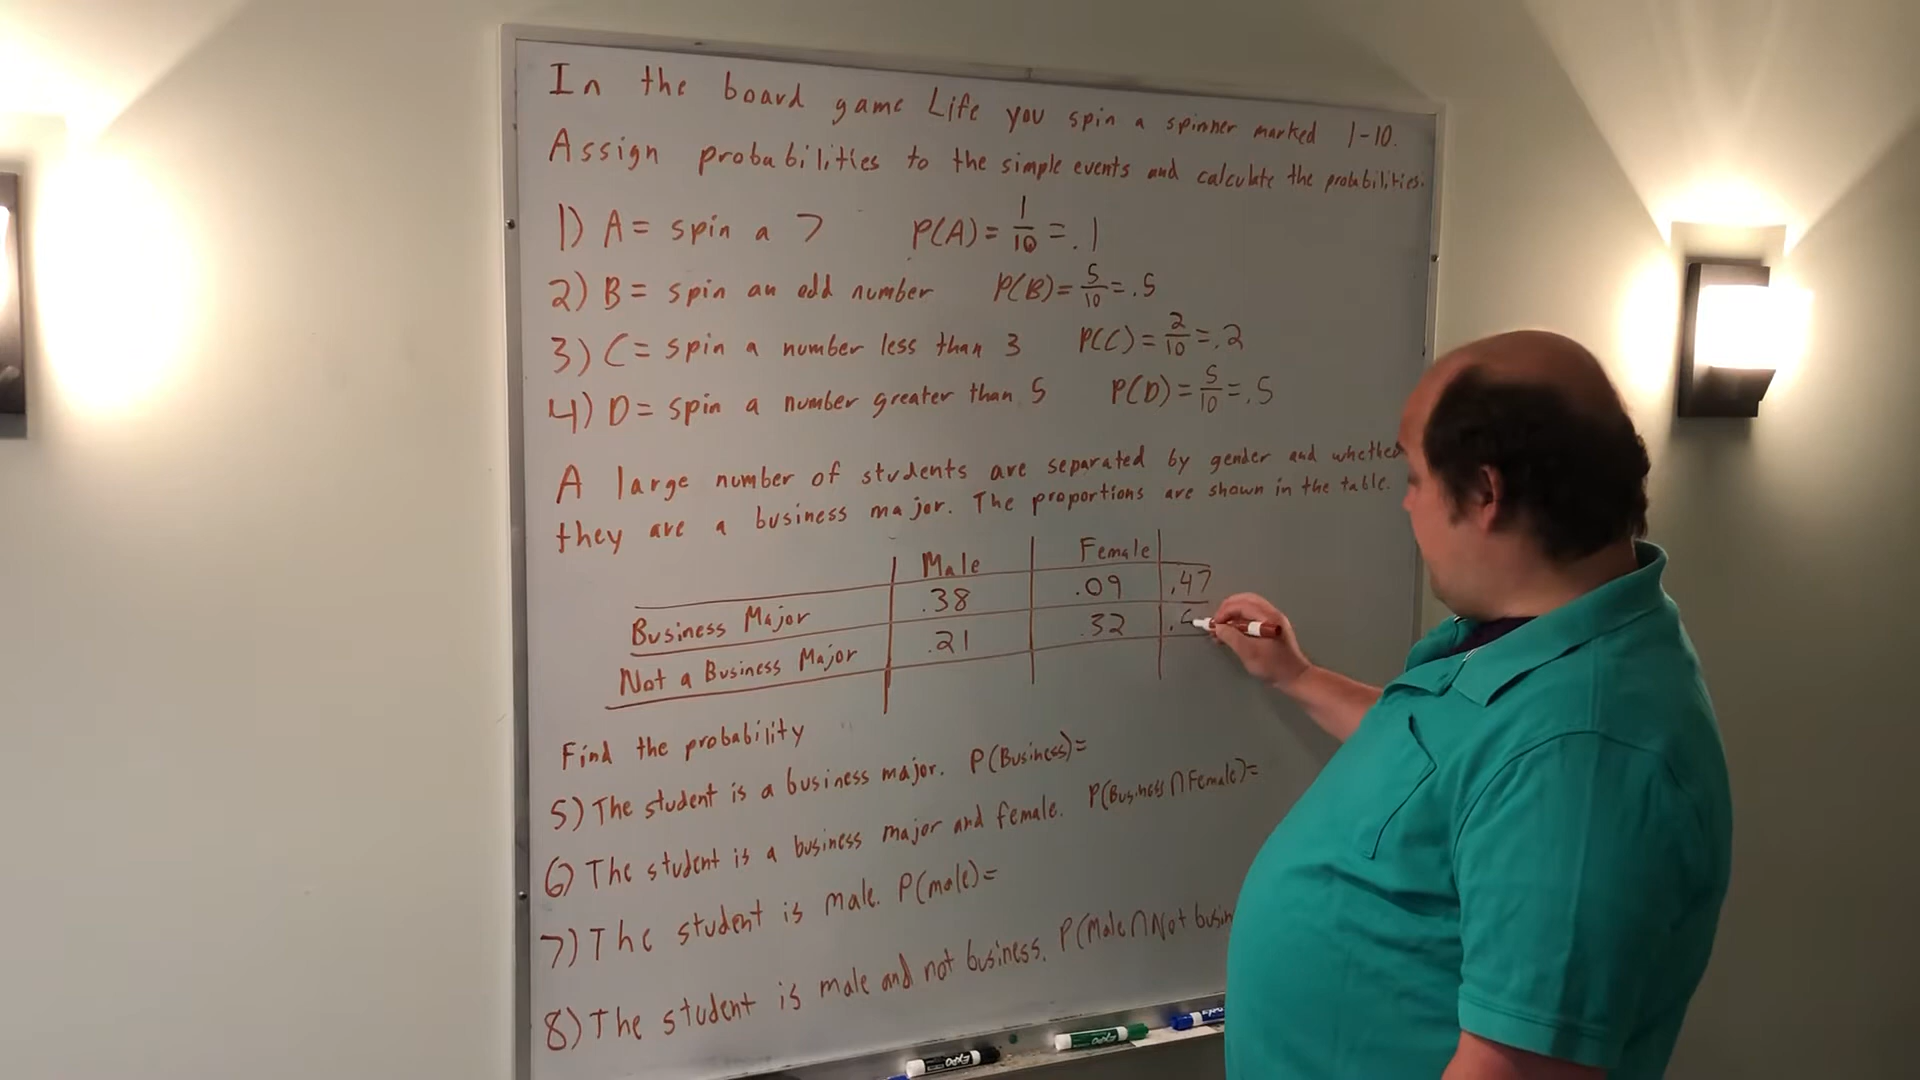 In the board game Life you spin a spinner marked 1-10.
Assign probabilities to the simple events and calculate the probabilities.
1) A= spin a 7 P(A)= 1/10 =.1
2) B= spin an odd number P(B)= 5/10 =.5
3) C= spin a number less than 3 P(C)= 2/10 =.2
4) D= spin a number greater than 5 P(D)= 5/10 =.5
A large number of students are separated by gender and whether
they are a business major. The proportions are shown in the table.
Male Female
Business Major .38 .09 .47
Not a Business Major .21 .32
Find the probability
5) The student is a business major. P(Business)=
6) The student is a business major and female. P(Business ∩ Female)=
7) The student is male. P(male)=
8) The student is male and not business. P(Male ∩ Not busin
EXPO
EXPO